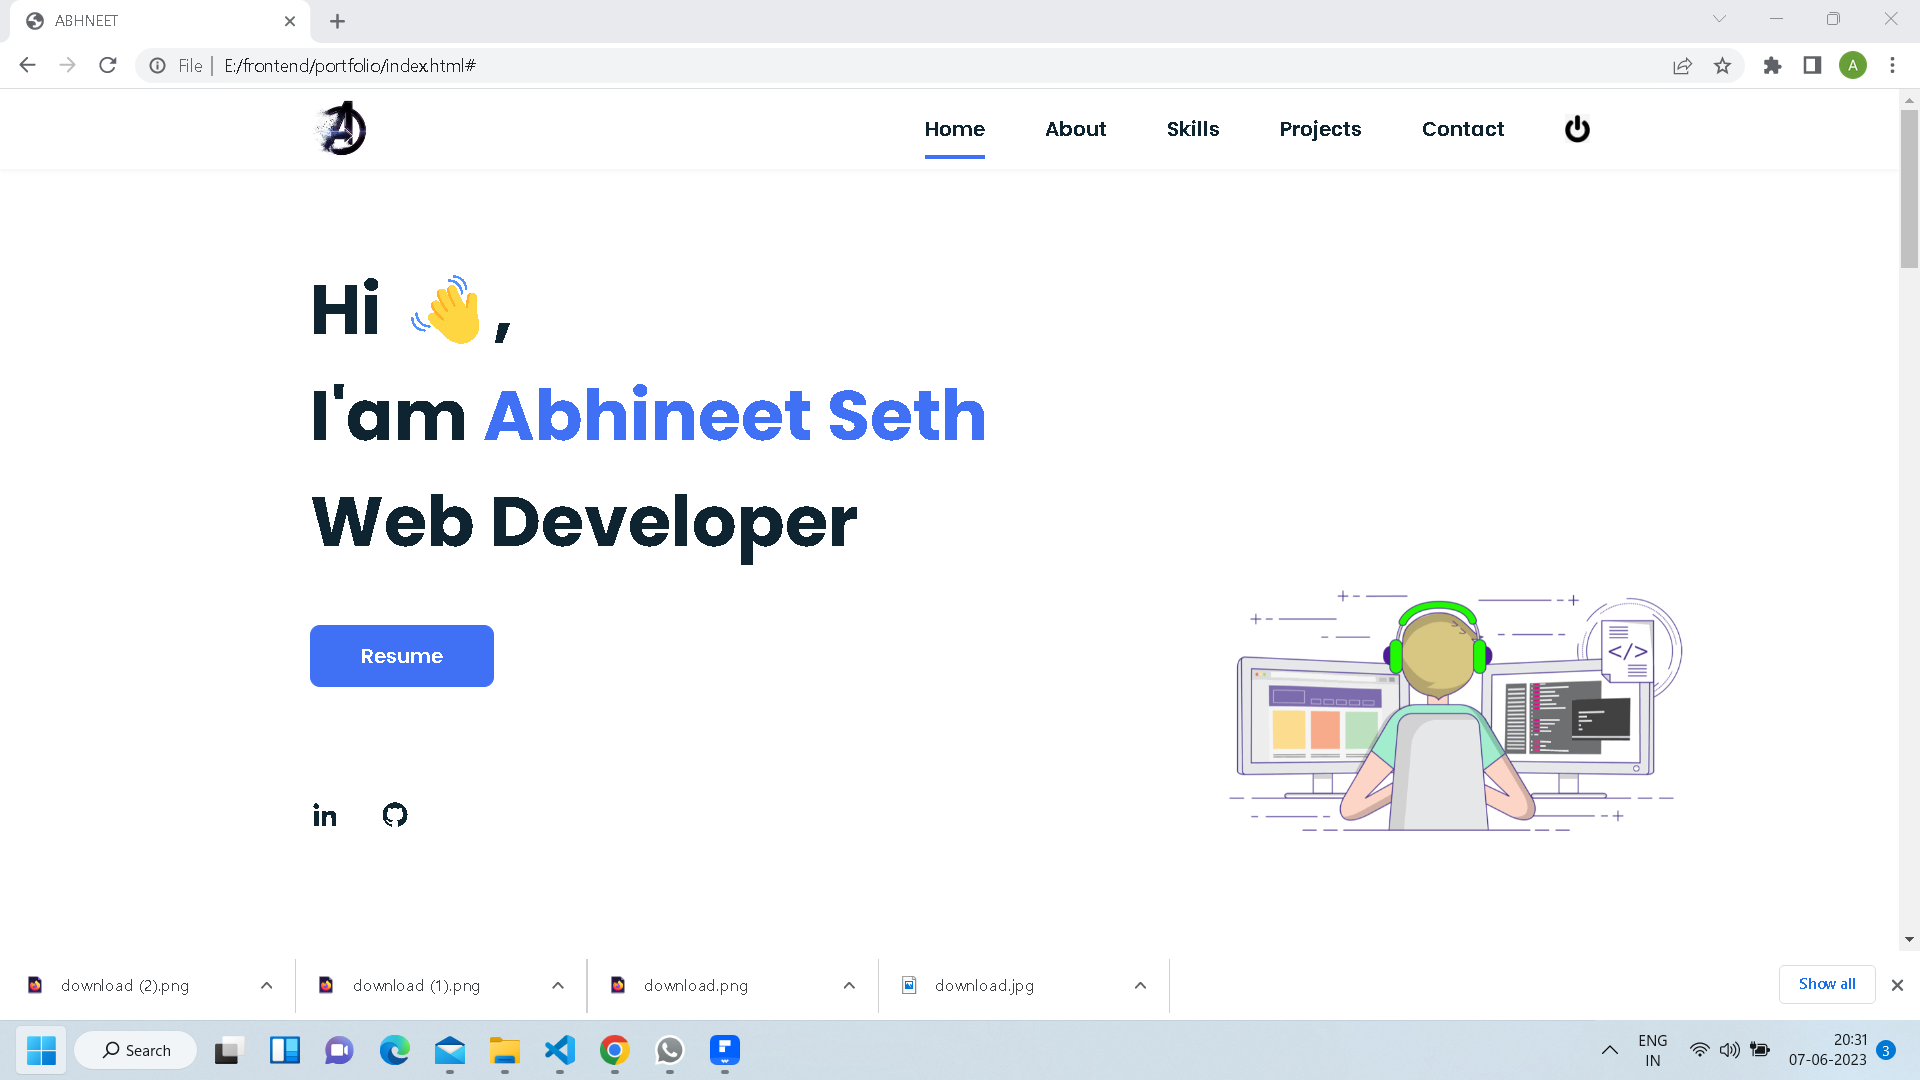 ABHNEET
File | E:/frontend/portfolio/index.html#
Home About Skills Projects Contact
Hi 👋,
I'am Abhineet Seth
Web Developer
Resume
</>
in
download (2).png download (1).png download.png download.jpg Show all
Search
ENG
IN
20:31
07-06-2023
3
A